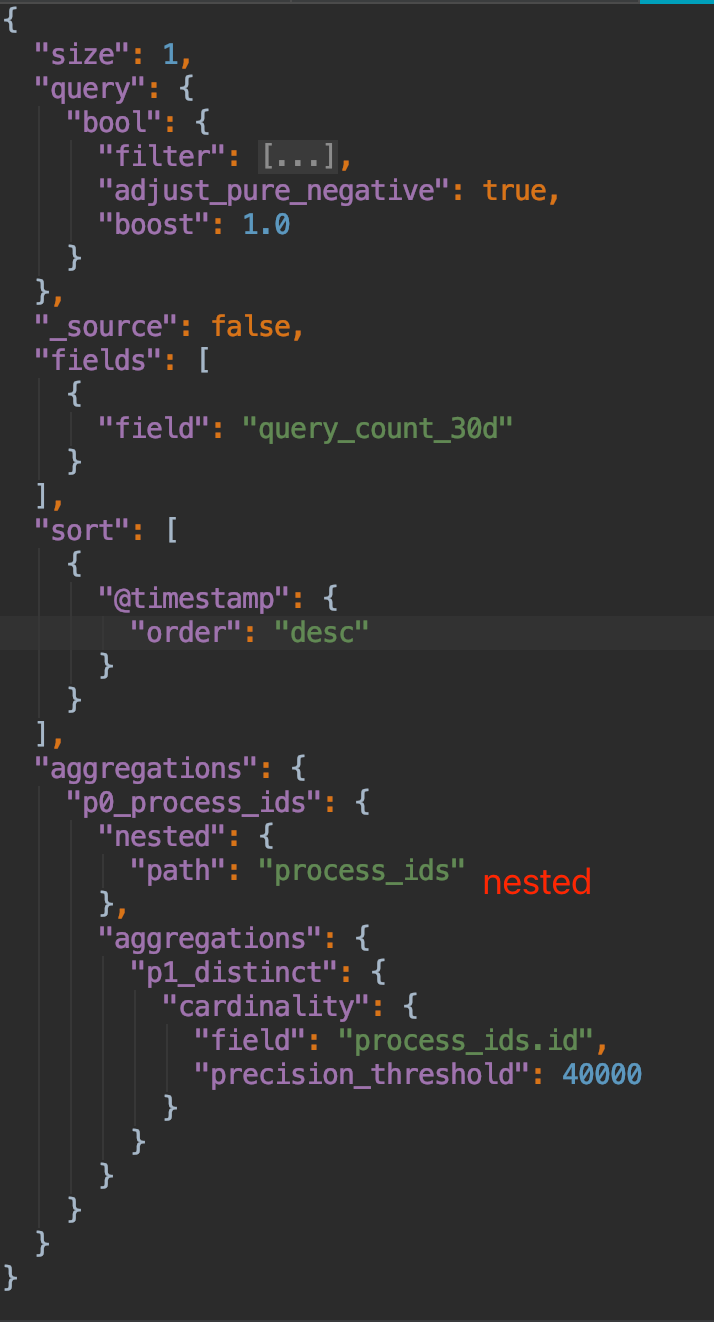 {
  "size": 1,
  "query": {
    "bool": {
      "filter": [...],
      "adjust_pure_negative": true,
      "boost": 1.0
    }
  },
  "_source": false,
  "fields": [
    {
      "field": "query_count_30d"
    }
  ],
  "sort": [
    {
      "@timestamp": {
        "order": "desc"
      }
    }
  ],
  "aggregations": {
    "p0_process_ids": {
      "nested": {
        "path": "process_ids" nested
      },
      "aggregations": {
        "p1_distinct": {
          "cardinality": {
            "field": "process_ids.id",
            "precision_threshold": 40000
          }
        }
      }
    }
  }
}